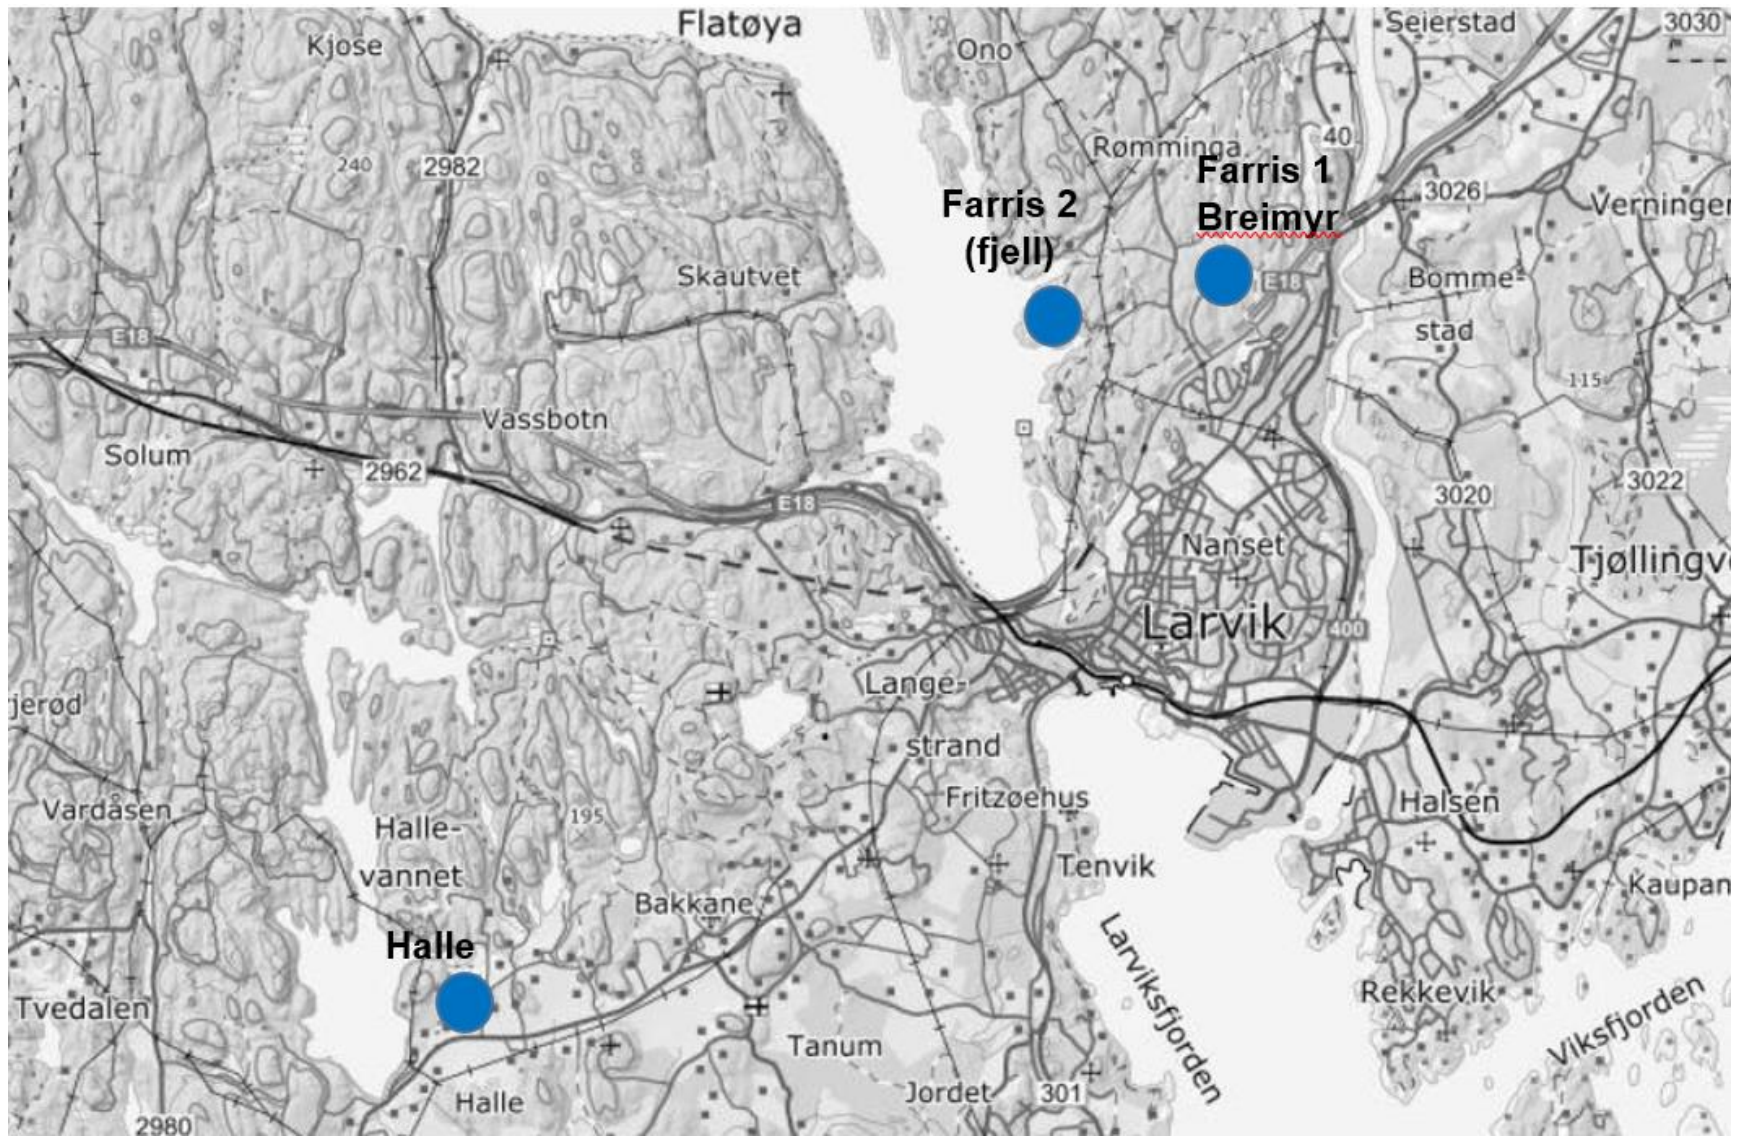 Flatøya
Kjose
Ono
Seierstad
3030
240
2982
Rømminga
40
Farris 1
Breimyr
Farris 2
(fjell)
3026
Verninger
Skautvet
E18
Bomme-
stad
E18
115
Vassbotn
Solum
2962
E18
3020
3022
Nanset
Tjøllingv
Larvik
400
Lange-
strand
jerød
Vardåsen
Halle-
vannet
195
Fritzøehus
Halsen
Tenvik
Kaupan
Bakkane
Halle
Larviksfjorden
Rekkevik
Viksfjorden
Tvedalen
Tanum
Halle
Jordet
301
2980